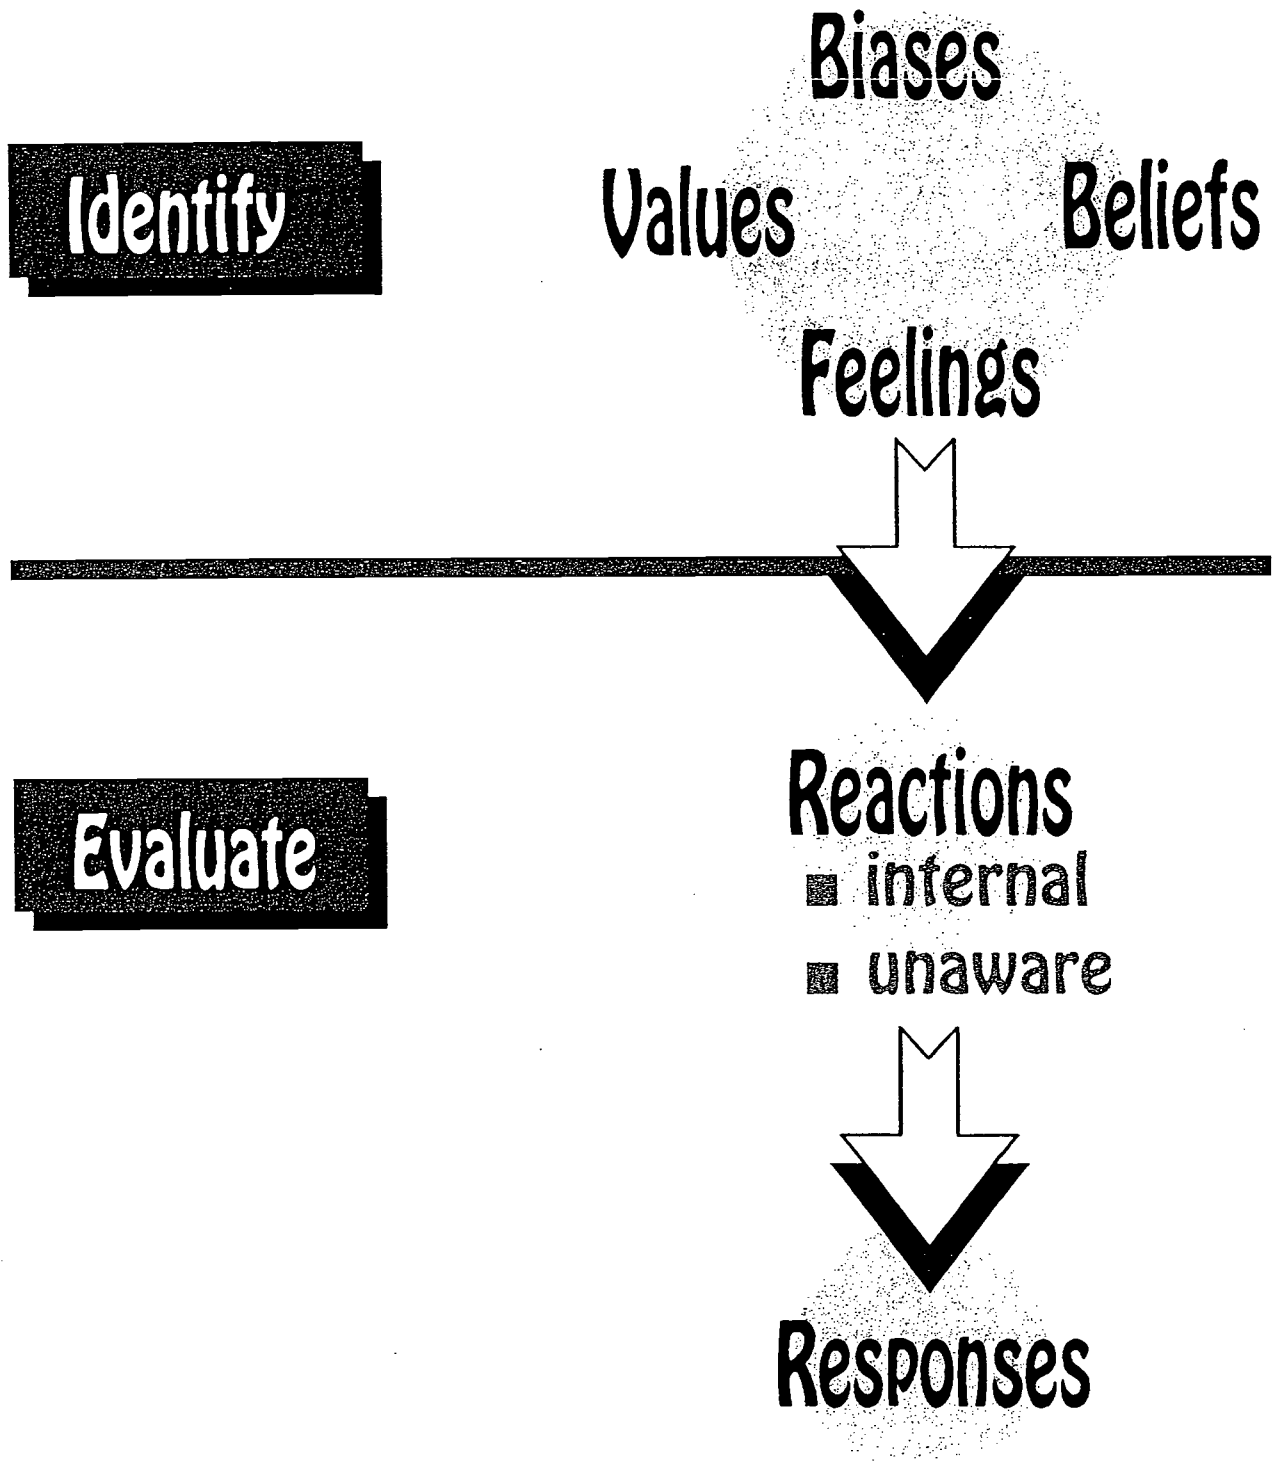 Biases
Identify
Values
Beliefs
Feelings
Evaluate
Reactions
internal
unaware
Responses